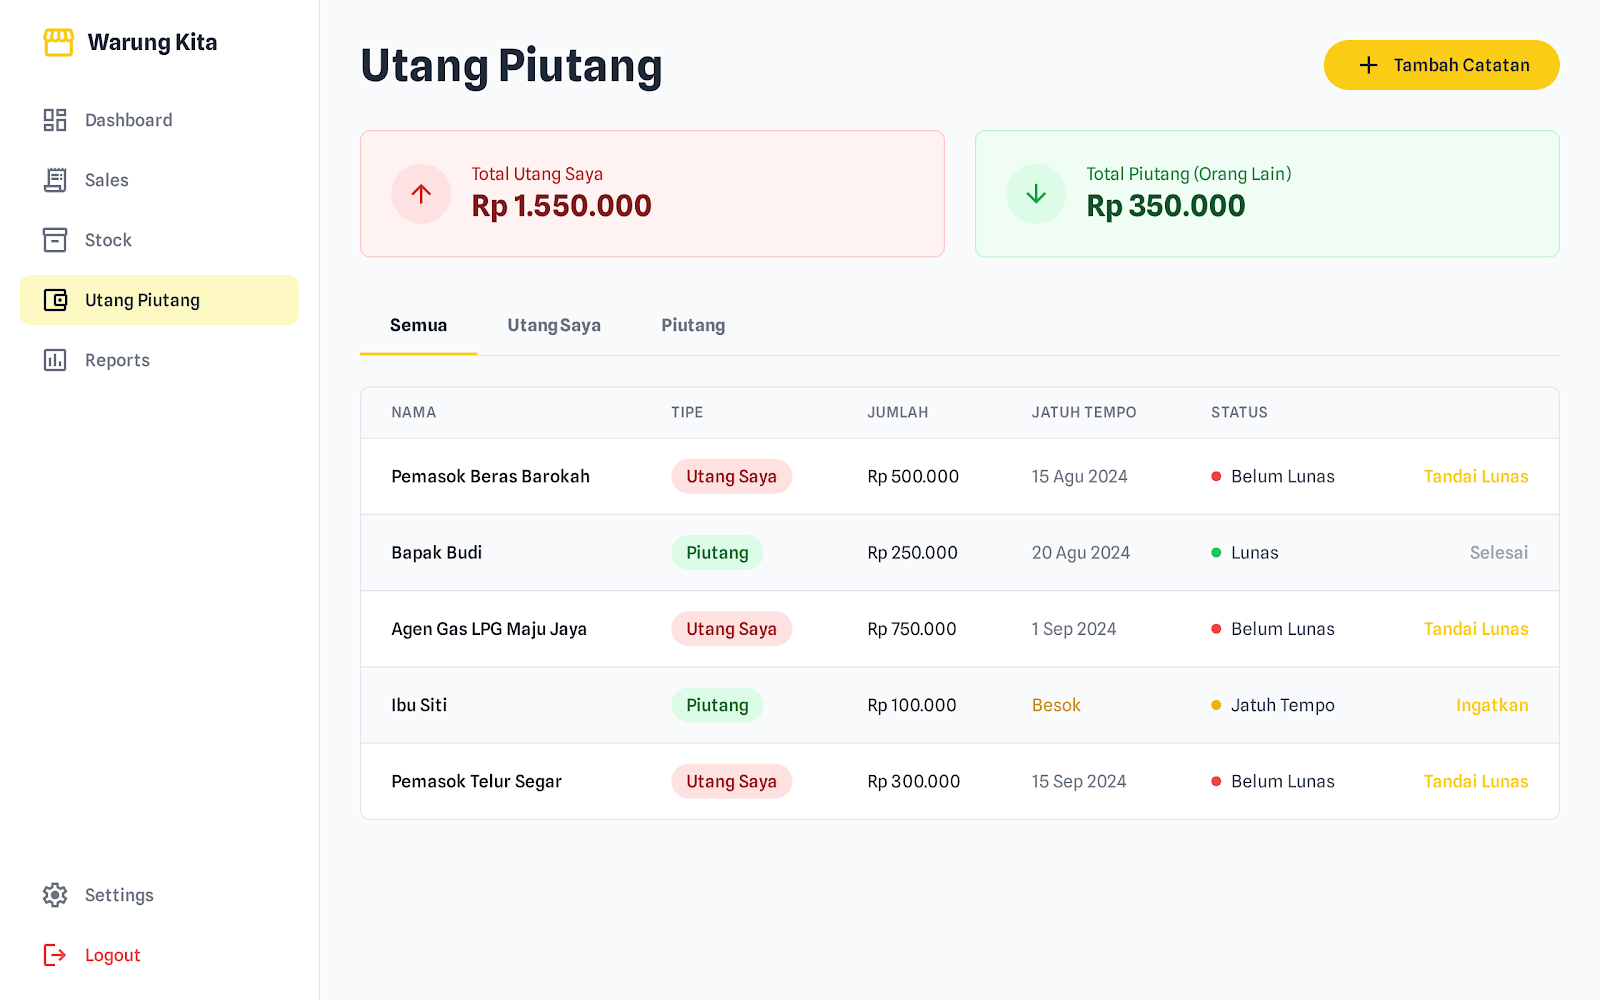 Warung Kita
Dashboard
Sales
Stock
Utang Piutang
Reports
Settings
Logout
Utang Piutang
Tambah Catatan
Total Utang Saya
Rp 1.550.000
Total Piutang (Orang Lain)
Rp 350.000
Semua Utang Saya Piutang
NAMA TIPE JUMLAH JATUH TEMPO STATUS
Pemasok Beras Barokah Utang Saya Rp 500.000 15 Agu 2024 Belum Lunas Tandai Lunas
Bapak Budi Piutang Rp 250.000 20 Agu 2024 Lunas Selesai
Agen Gas LPG Maju Jaya Utang Saya Rp 750.000 1 Sep 2024 Belum Lunas Tandai Lunas
Ibu Siti Piutang Rp 100.000 Besok Jatuh Tempo Ingatkan
Pemasok Telur Segar Utang Saya Rp 300.000 15 Sep 2024 Belum Lunas Tandai Lunas